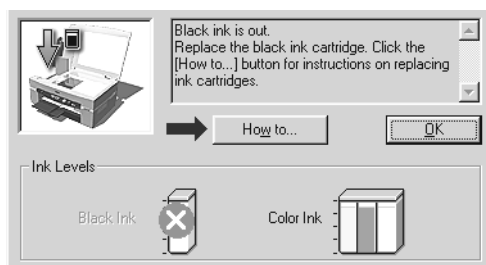 Black ink is out.
Replace the black ink cartridge. Click the
[How to...] button for instructions on replacing
ink cartridges.
How to...
OK
Ink Levels
Black Ink
Color Ink